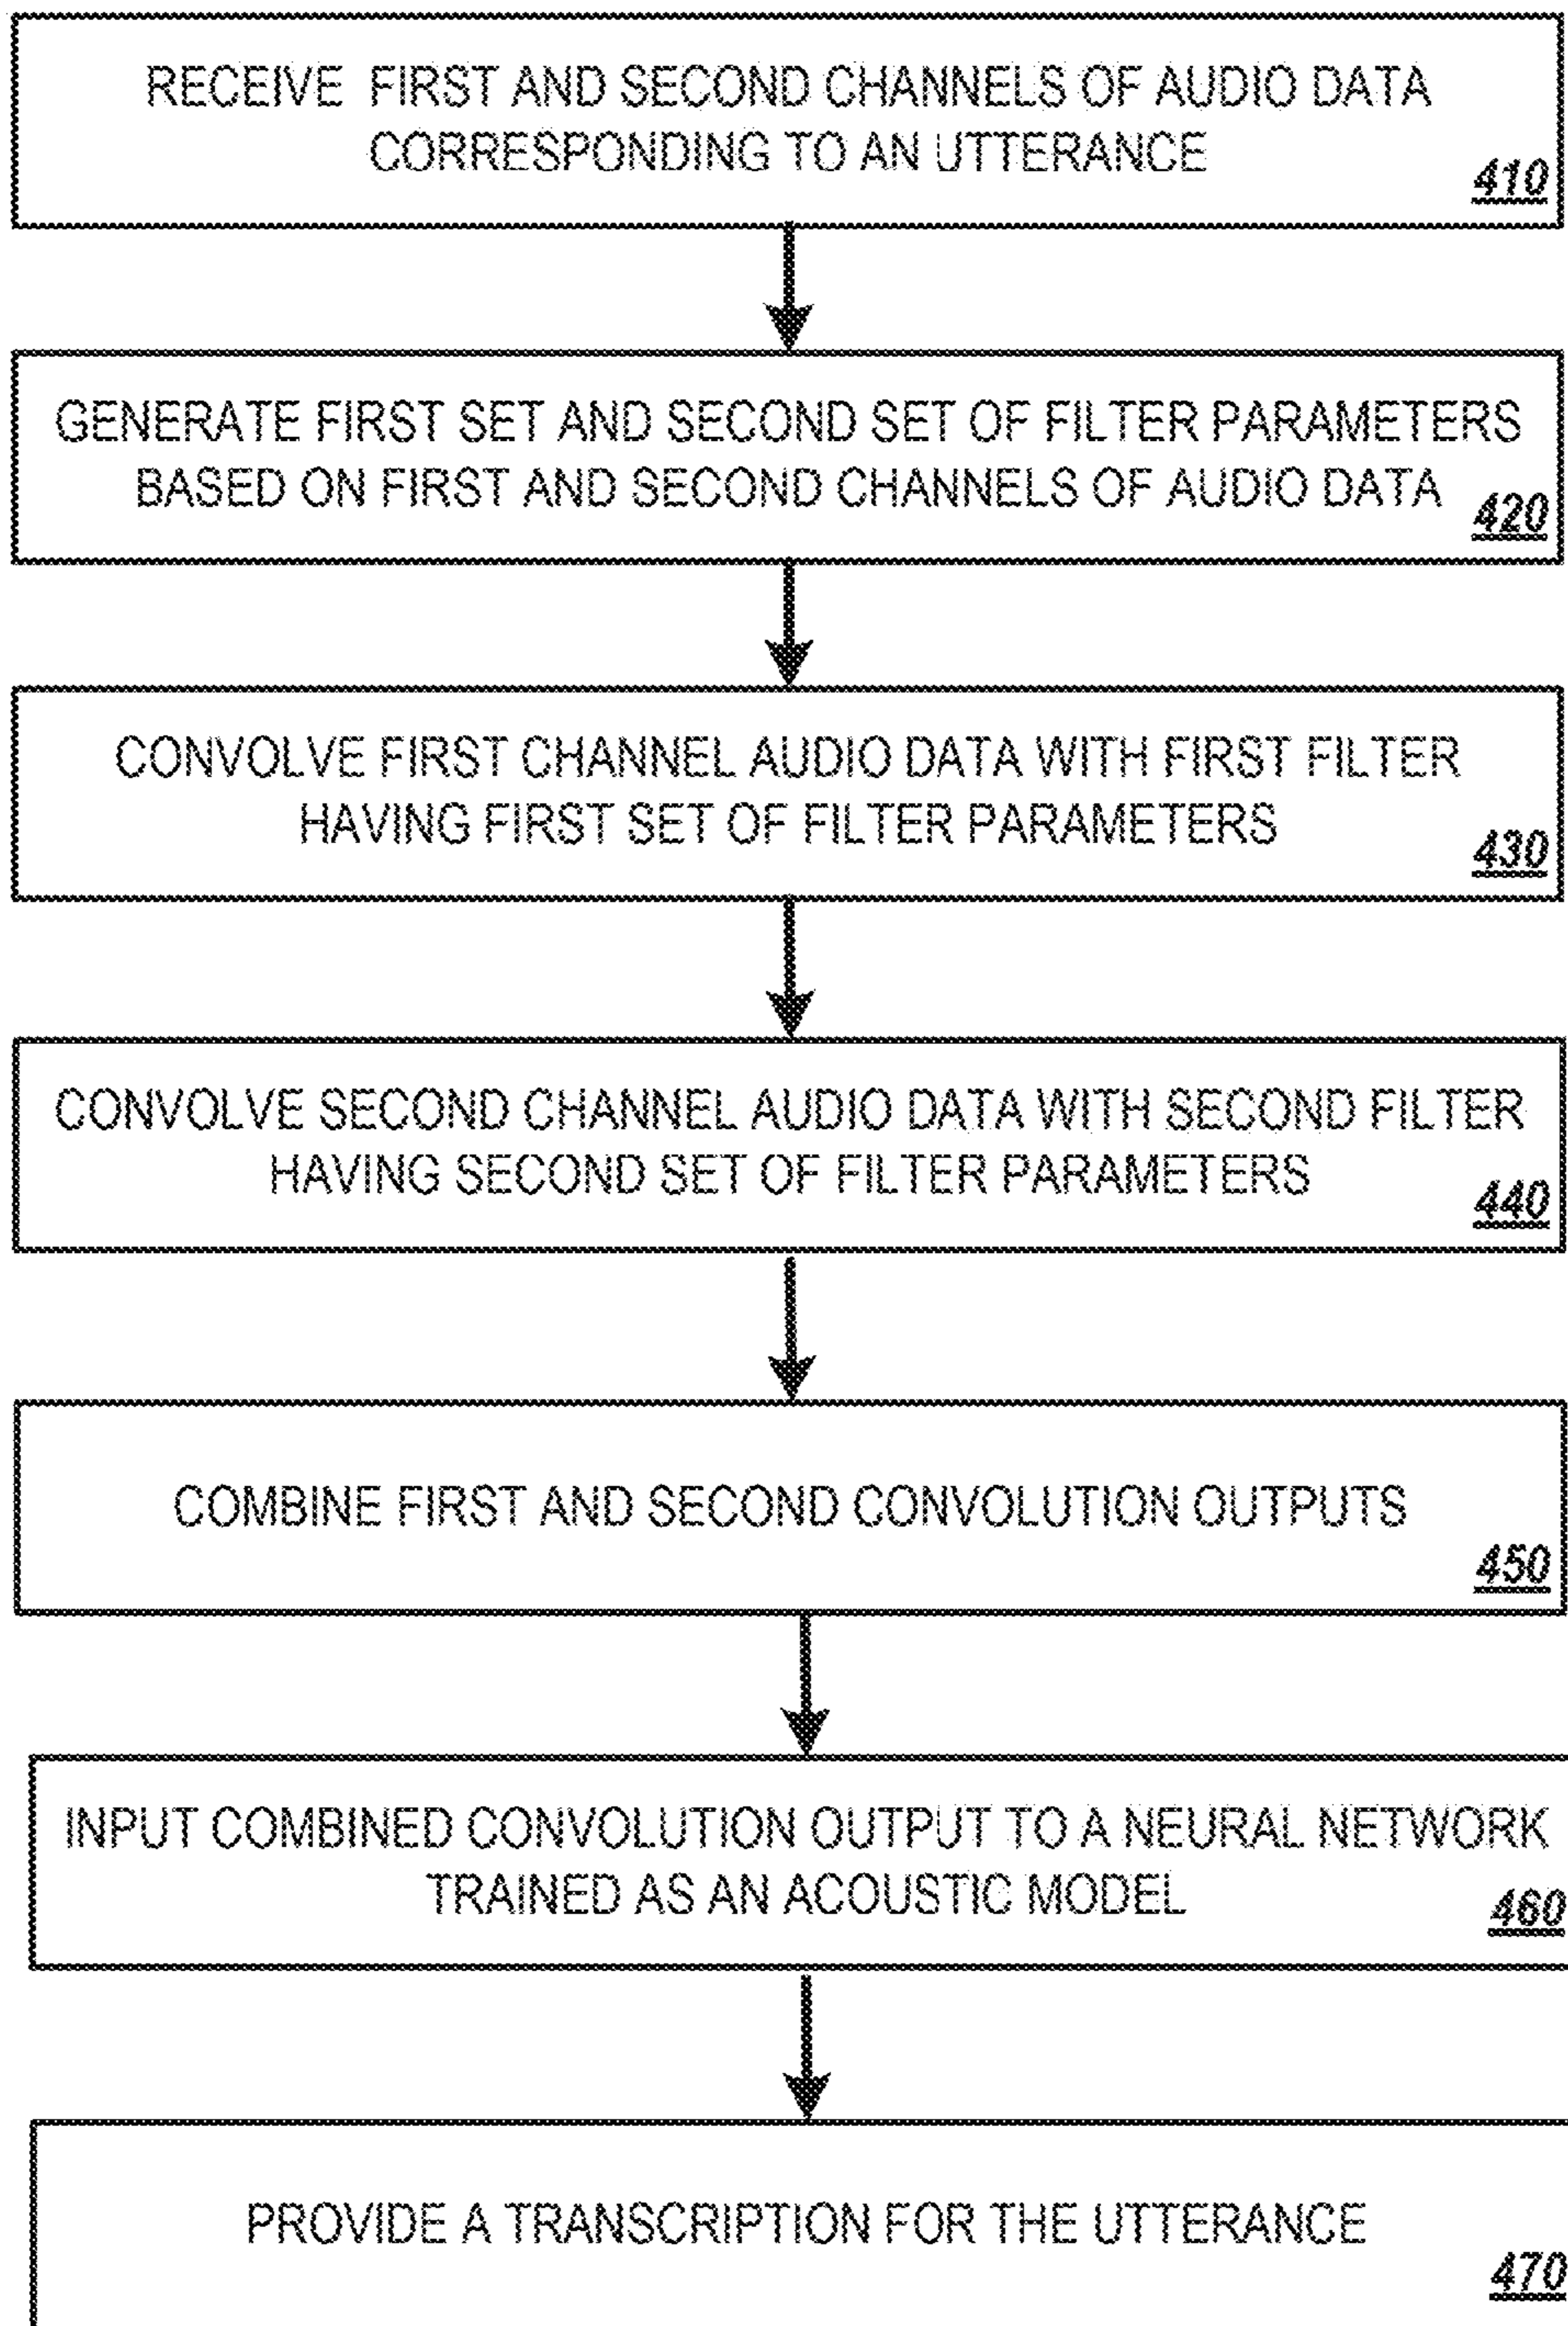 RECEIVE FIRST AND SECOND CHANNELS OF AUDIO DATA
CORRESPONDING TO AN UTTERANCE
410
GENERATE FIRST SET AND SECOND SET OF FILTER PARAMETERS
BASED ON FIRST AND SECOND CHANNELS OF AUDIO DATA
420
CONVOLVE FIRST CHANNEL AUDIO DATA WITH FIRST FILTER
HAVING FIRST SET OF FILTER PARAMETERS
430
CONVOLVE SECOND CHANNEL AUDIO DATA WITH SECOND FILTER
HAVING SECOND SET OF FILTER PARAMETERS
440
COMBINE FIRST AND SECOND CONVOLUTION OUTPUTS
450
INPUT COMBINED CONVOLUTION OUTPUT TO A NEURAL NETWORK
TRAINED AS AN ACOUSTIC MODEL
460
PROVIDE A TRANSCRIPTION FOR THE UTTERANCE
470